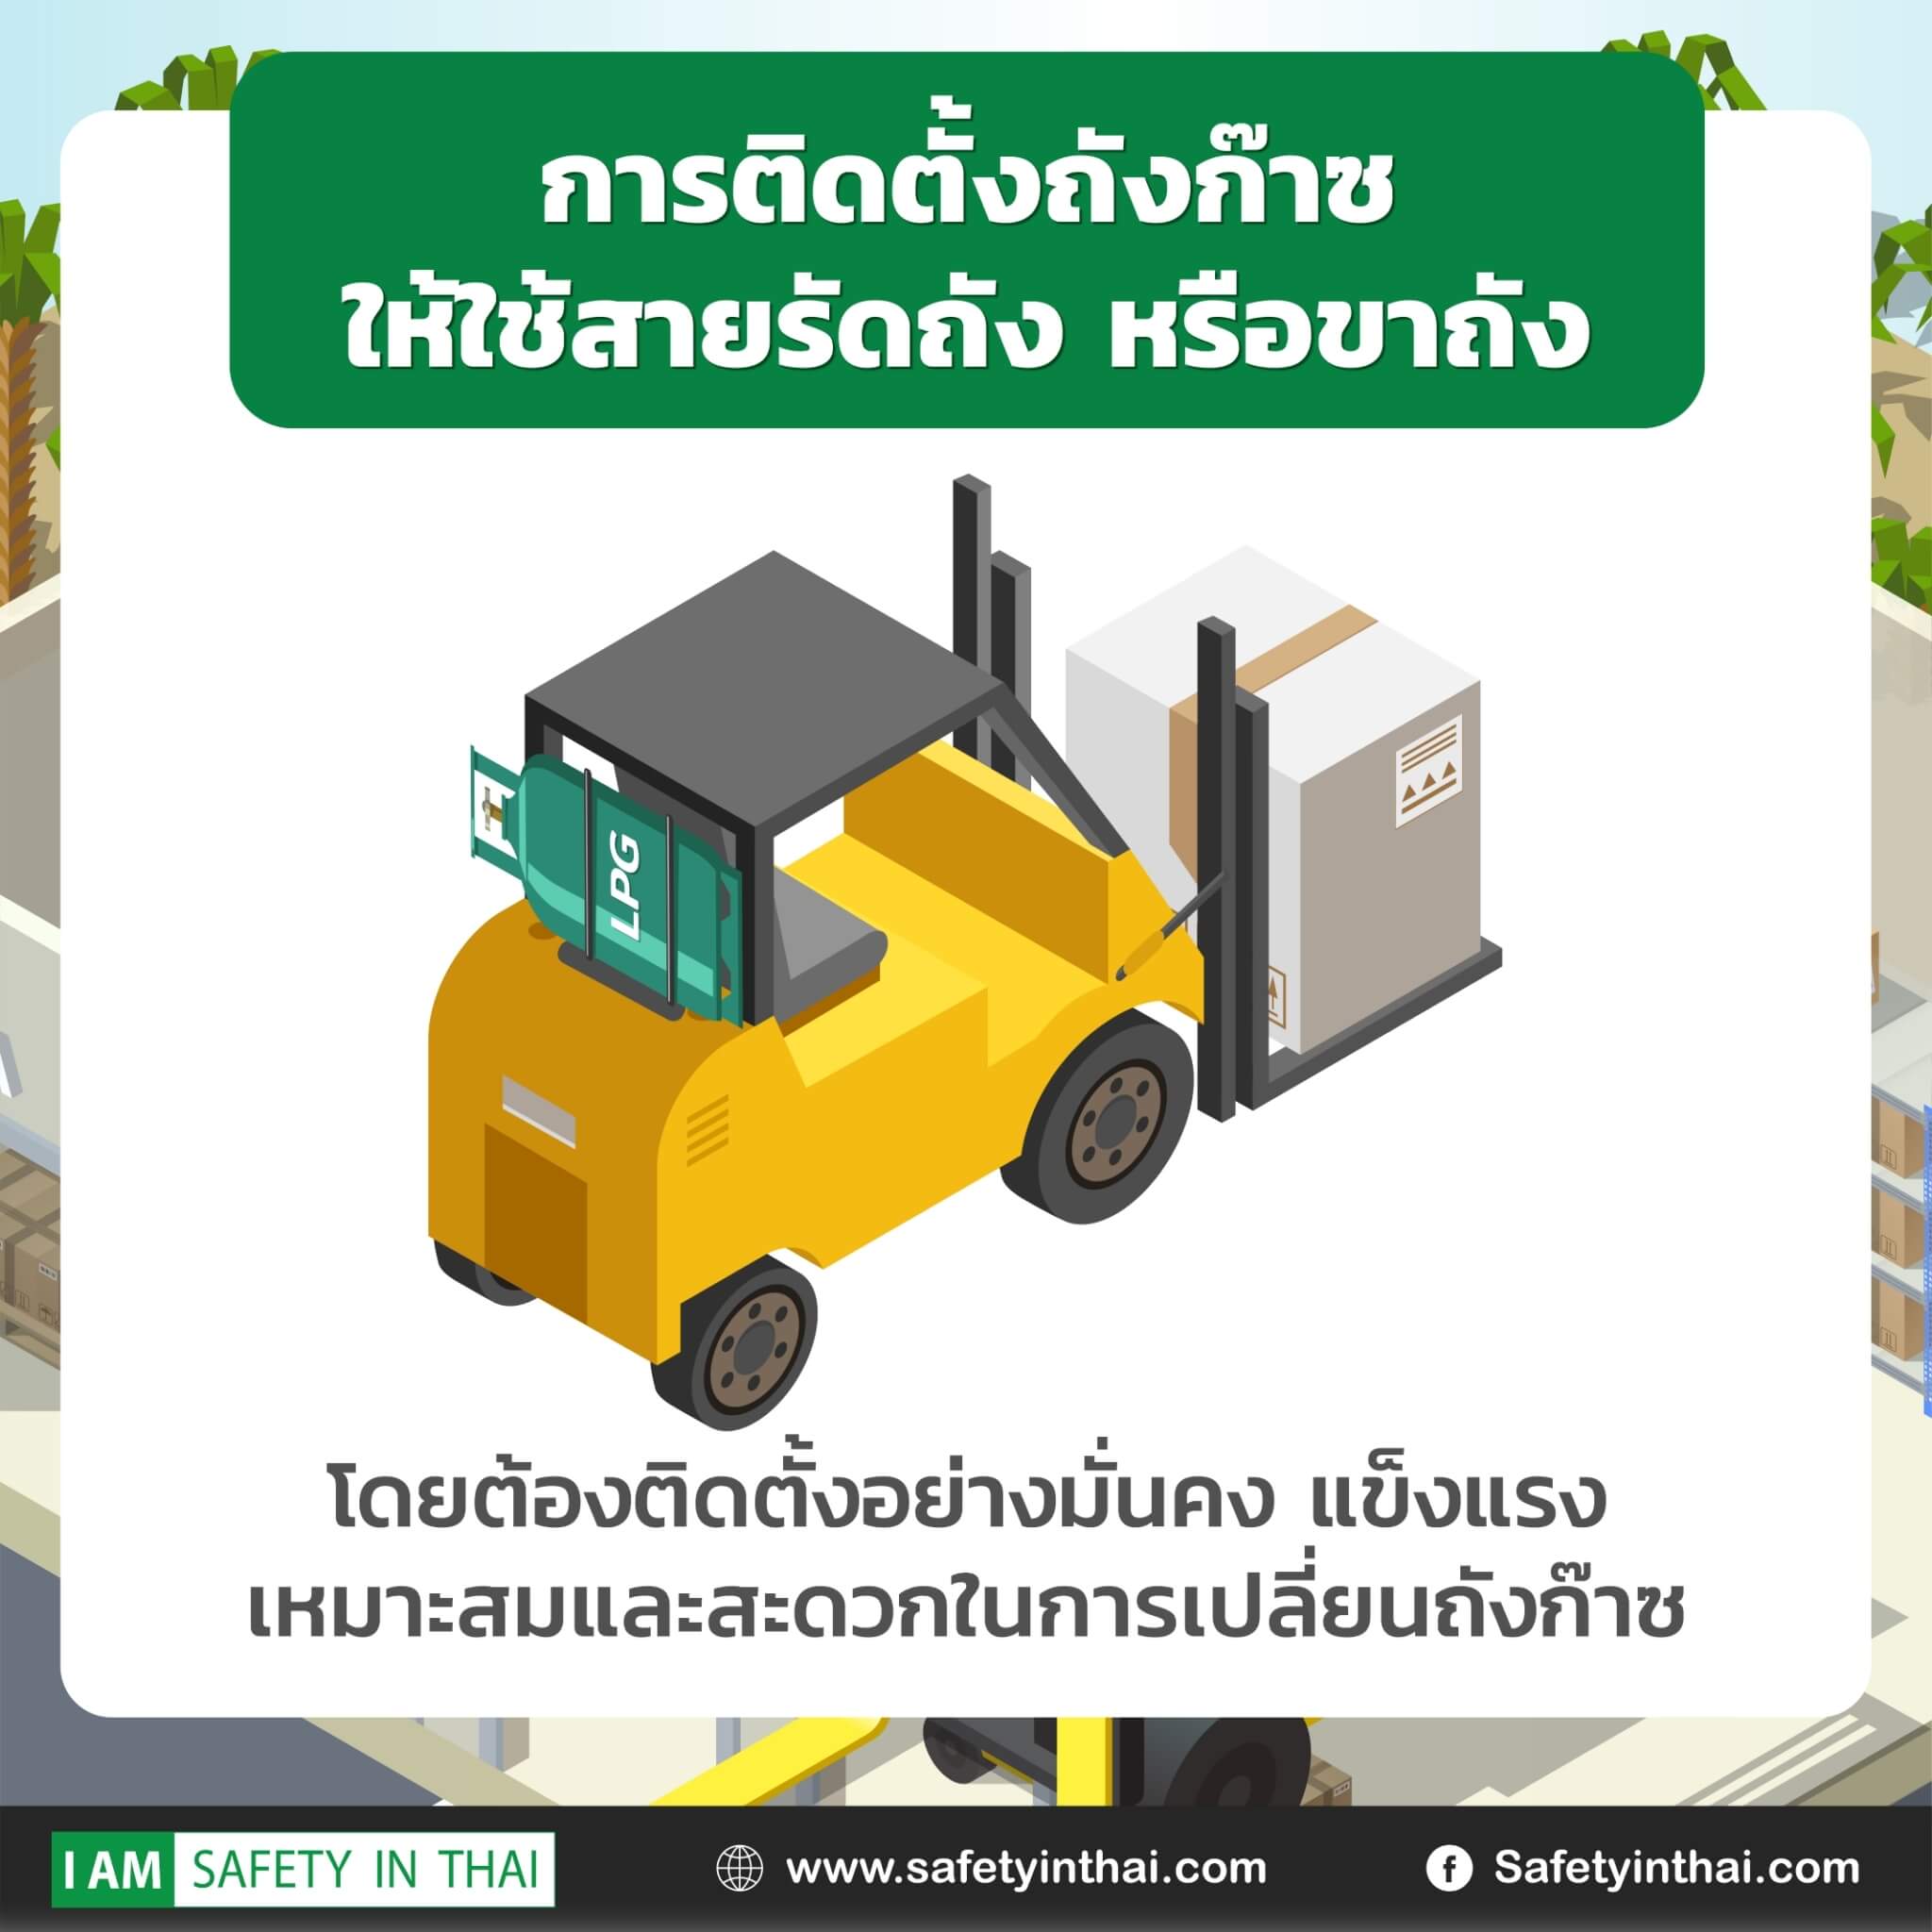 การติดตั้งถังก๊าซ
ให้ใช้สายรัดถัง หรือขาถัง
LPG
โดยต้องติดตั้งอย่างมั่นคง แข็งแรง
เหมาะสมและสะดวกในการเปลี่ยนถังก๊าซ
I AM SAFETY IN THAI
www.safetyinthai.com
Safetyinthai.com